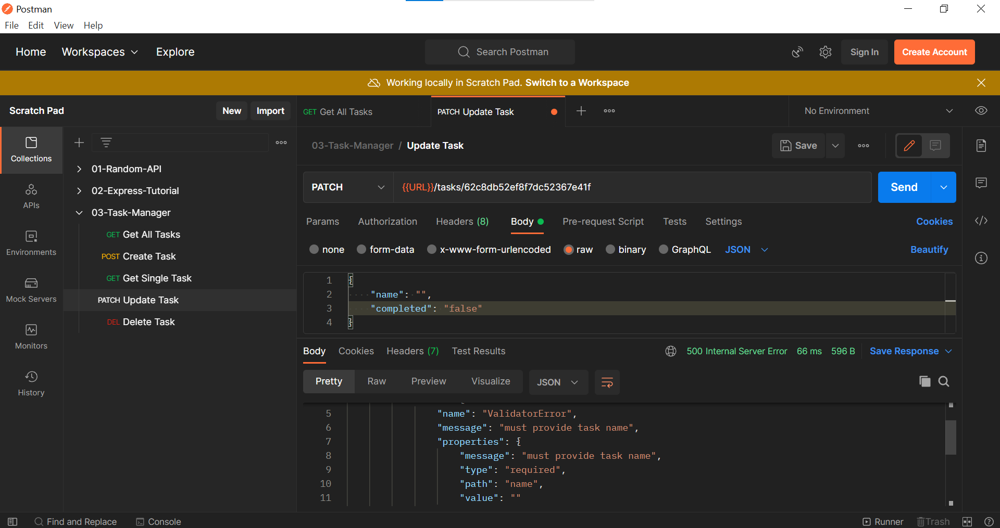 Postman
File Edit View Help
Home Workspaces Explore Search Postman Sign In Create Account
Working locally in Scratch Pad. Switch to a Workspace
Scratch Pad New Import GET Get All Tasks PATCH Update Task No Environment
Collections
APIs
Environments
Mock Servers
Monitors
History
01-Random-API
02-Express-Tutorial
03-Task-Manager
GET Get All Tasks
POST Create Task
GET Get Single Task
PATCH Update Task
DEL Delete Task
03-Task-Manager / Update Task Save
PATCH {{URL}}/tasks/62c8db52ef8f7dc52367e41f Send
Params Authorization Headers (8) Body Pre-request Script Tests Settings Cookies
none form-data x-www-form-urlencoded raw binary GraphQL JSON Beautify
1 {
2 "name": "",
3 "completed": "false"
4 }
Body Cookies Headers (7) Test Results 500 Internal Server Error 66 ms 596 B Save Response
Pretty Raw Preview Visualize JSON
5 "name": "ValidatorError",
6 "message": "must provide task name",
7 "properties": {
8 "message": "must provide task name",
9 "type": "required",
10 "path": "name",
11 "value": ""
Find and Replace Console Runner Trash